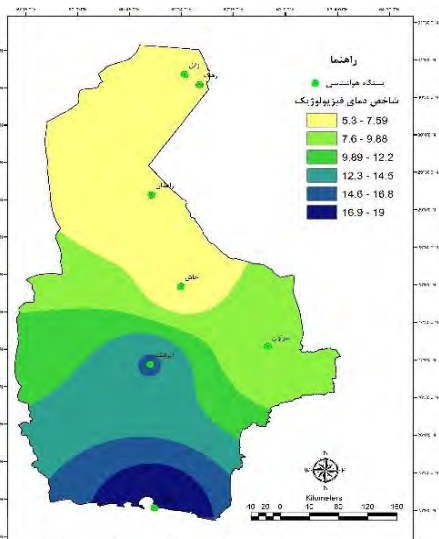 راهنما
ایستگاه هواشناسی
شاخص دمای فیزیولوژیک
5.3 - 7.59
7.6 - 9.88
9.89 - 12.2
12.3 - 14.5
14.6 - 16.8
16.9 - 19
زابل
زهک
زاهدان
خاش
سراوان
ایرانشهر
N
W
E
S
Kilometers
40 20 0 40 80 120 160